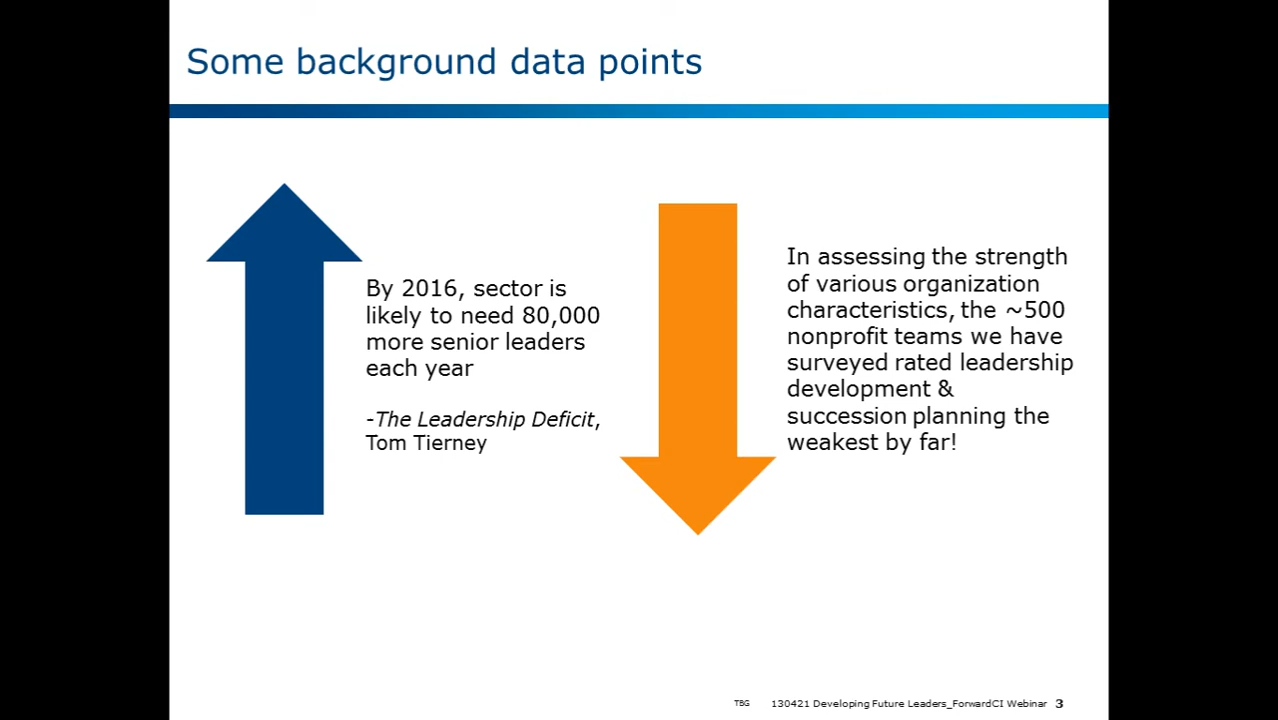 Some background data points
By 2016, sector is
likely to need 80,000
more senior leaders
each year
-The Leadership Deficit,
Tom Tierney
In assessing the strength
of various organization
characteristics, the ~500
nonprofit teams we have
surveyed rated leadership
development &
succession planning the
weakest by far!
TBG 130421 Developing Future Leaders_ForwardCI Webinar 3